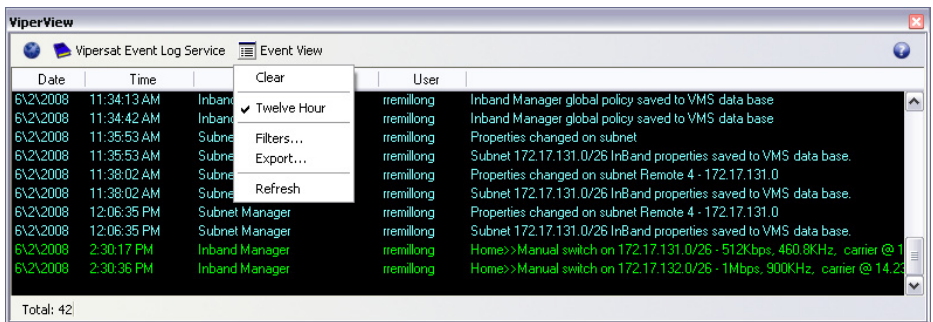 ViperView
Vipersat Event Log Service Event View
Date Time User
Clear
Twelve Hour
Filters...
Export...
Refresh
6\2\2008 11:34:13 AM Inband rremillong Inband Manager global policy saved to VMS data base
6\2\2008 11:34:42 AM Inband rremillong Inband Manager global policy saved to VMS data base
6\2\2008 11:35:53 AM Subne rremillong Properties changed on subnet
6\2\2008 11:35:53 AM Subne rremillong Subnet 172.17.131.0/26 InBand properties saved to VMS data base.
6\2\2008 11:38:02 AM Subne rremillong Properties changed on subnet Remote 4 - 172.17.131.0
6\2\2008 11:38:02 AM Subne rremillong Subnet 172.17.131.0/26 InBand properties saved to VMS data base.
6\2\2008 12:06:35 PM Subnet Manager rremillong Properties changed on subnet Remote 4 - 172.17.131.0
6\2\2008 12:06:35 PM Subnet Manager rremillong Subnet 172.17.131.0/26 InBand properties saved to VMS data base.
6\2\2008 2:30:17 PM Inband Manager rremillong Home>>Manual switch on 172.17.131.0/26 - 512Kbps, 460.8KHz, carrier @ 1
6\2\2008 2:30:36 PM Inband Manager rremillong Home>>Manual switch on 172.17.132.0/26 - 1Mbps, 900KHz, carrier @ 14.23
Total: 42